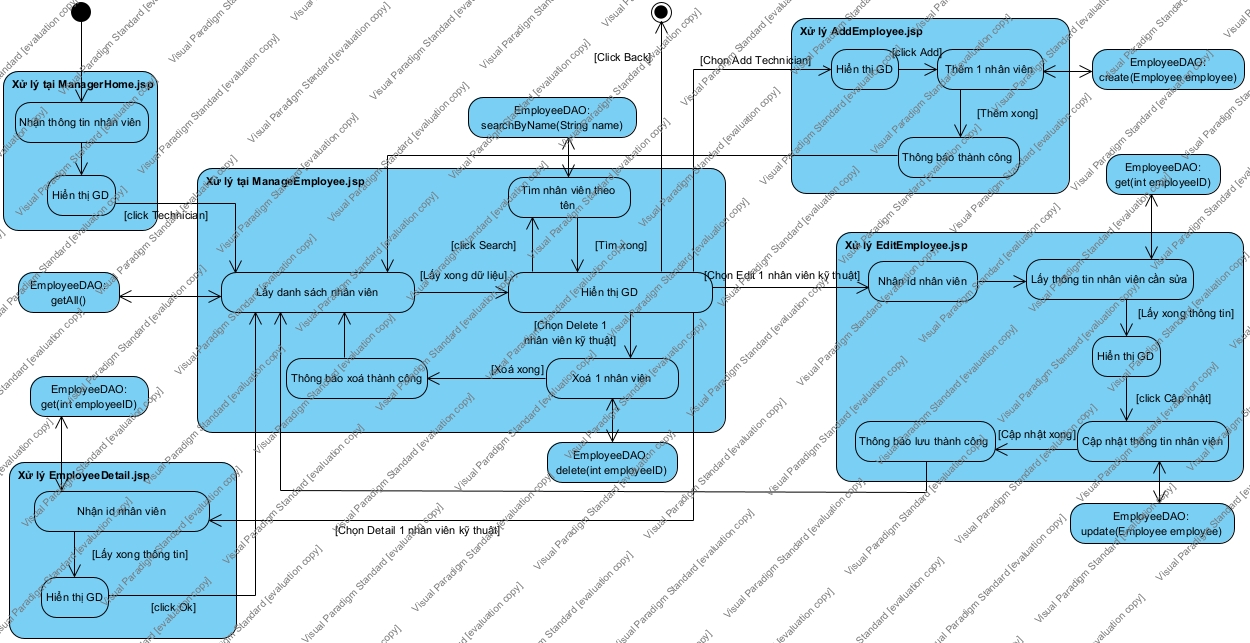 Xử lý tại ManagerHome.jsp
Nhận thông tin nhân viên
Hiển thị GD
[click Technician]
[Click Back]
EmployeeDAO:
searchByName(String name)
Xử lý tại ManageEmployee.jsp
Tìm nhân viên theo
tên
[click Search]
[Tìm xong]
EmployeeDAO:
getAll()
Lấy danh sách nhân viên
[Lấy xong dữ liệu]
Hiển thị GD
[Chọn Delete 1
nhân viên kỹ thuật]
Thông báo xoá thành công
[Xoá xong]
Xoá 1 nhân viên
EmployeeDAO:
delete(int employeeID)
[Chọn Add Technician]
Xử lý AddEmployee.jsp
[click Add]
Hiển thị GD
Thêm 1 nhân viên
EmployeeDAO:
create(Employee employee)
[Thêm xong]
Thông báo thành công
EmployeeDAO:
get(int employeeID)
Xử lý EditEmployee.jsp
[Chọn Edit 1 nhân viên kỹ thuật]
Nhận id nhân viên
Lấy thông tin nhân viên cần sửa
[Lấy xong thông tin]
Hiển thị GD
[click Cập nhật]
Thông báo lưu thành công
[Cập nhật xong]
Cập nhật thông tin nhân viên
EmployeeDAO:
update(Employee employee)
EmployeeDAO:
get(int employeeID)
Xử lý EmployeeDetail.jsp
Nhận id nhân viên
[Chọn Detail 1 nhân viên kỹ thuật]
[Lấy xong thông tin]
Hiển thị GD
[click Ok]
Visual Paradigm Standard [evaluation copy]